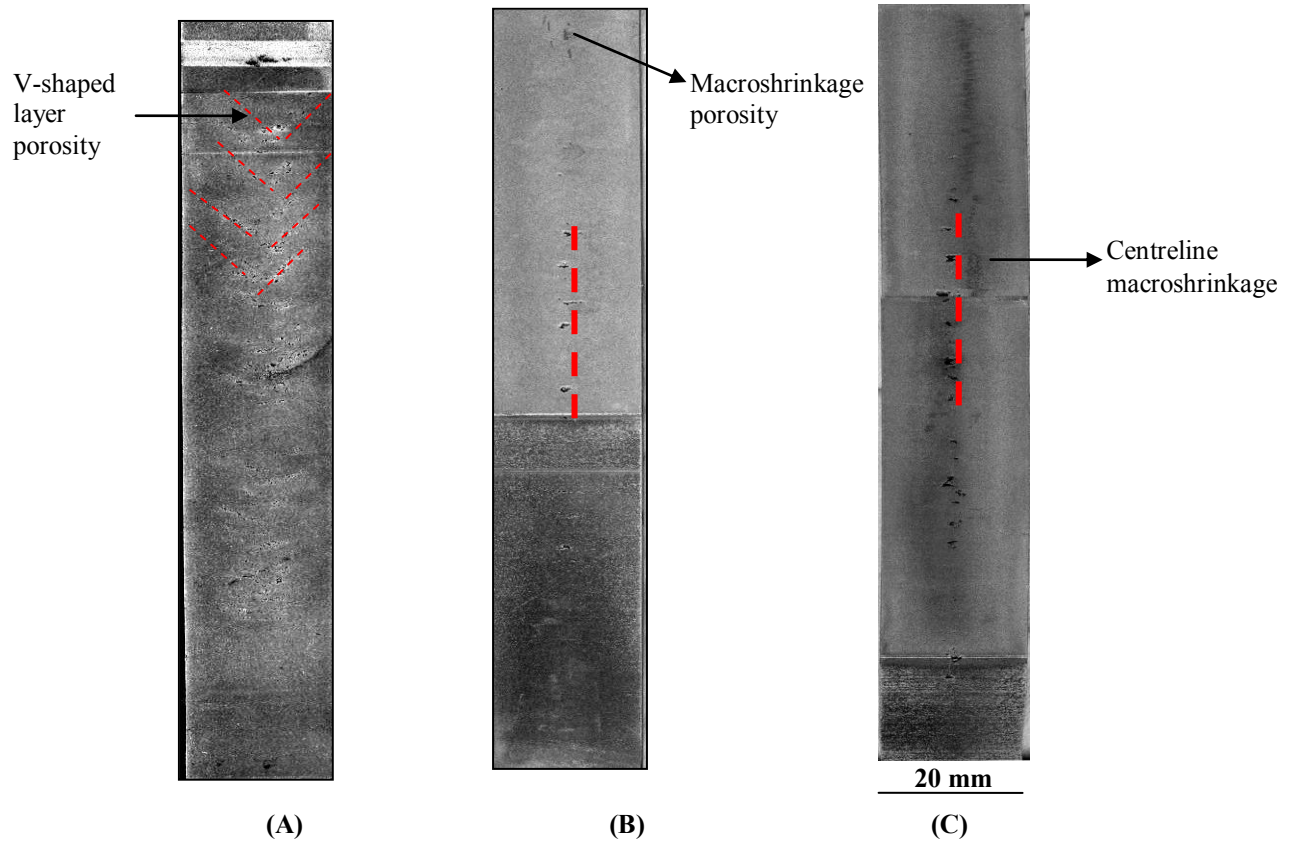 V-shaped
layer
porosity
Macroshrinkage
porosity
Centreline
macroshrinkage
20 mm
(A)
(B)
(C)